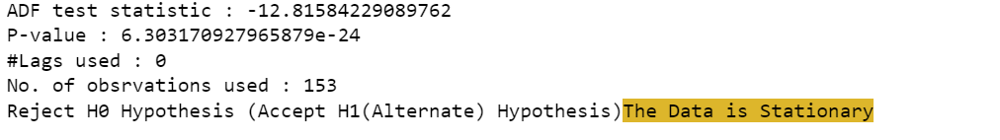 ADF test statistic : -12.81584229089762
P-value : 6.303170927965879e-24
#Lags used : 0
No. of obsrvations used : 153
Reject H0 Hypothesis (Accept H1(Alternate) Hypothesis)The Data is Stationary